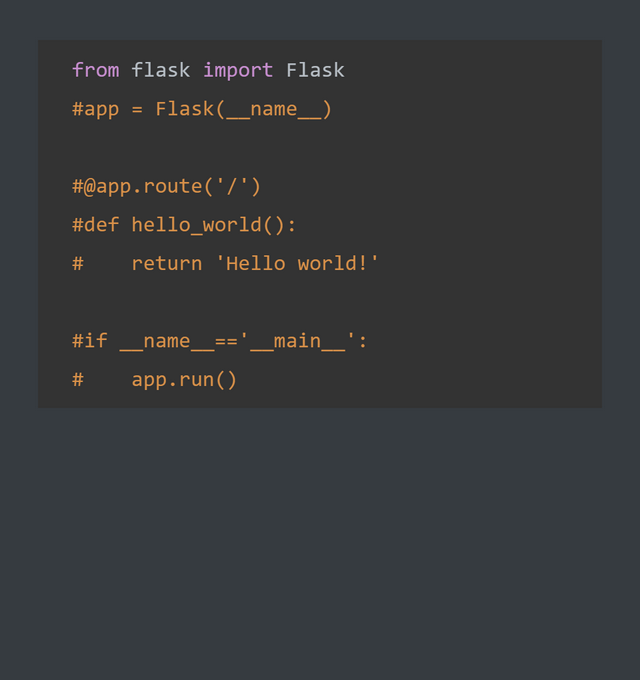 from flask import Flask
#app = Flask(__name__)
#@app.route('/')
#def hello_world():
#    return 'Hello world!'
#if __name__=='__main__':
#    app.run()